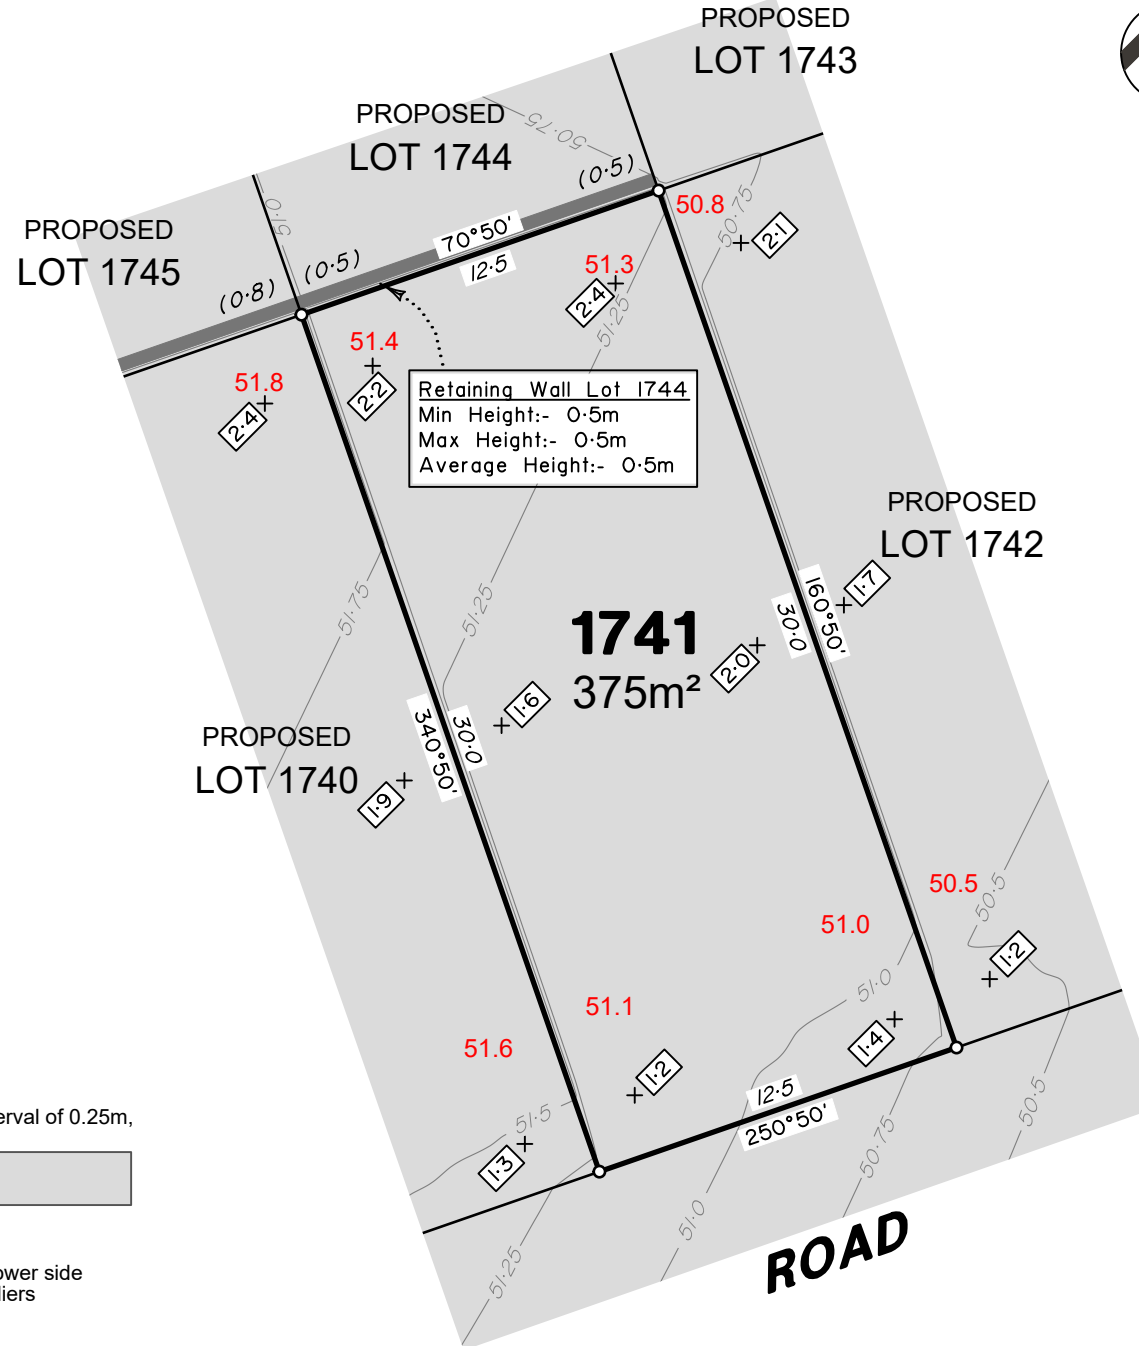 PROPOSED
LOT 1743
PROPOSED
LOT 1744
50·75
(0·5)
PROPOSED
LOT 1745
51·0
(0·5)
(0·8)
70°50'
12·5
50.8
50·75
2·1
51.3
2·4
51·25
51.4
2·2
51.8
2·4
Retaining Wall Lot 1744
Min Height:- 0·5m
Max Height:- 0·5m
Average Height:- 0·5m
PROPOSED
LOT 1742
1·7
160°50'
30·0
51·75
51·25
1741
375m²
2·0
1·6
30·0
340°50'
PROPOSED
LOT 1740
1·9
50.5
50·5
51.0
1·2
51·0
51.1
51.6
1·4
1·2
12·5
250°50'
51·5
1·3
50·5
50·75
51·0
51·25
ROAD
erval of 0.25m,
ower side
liers